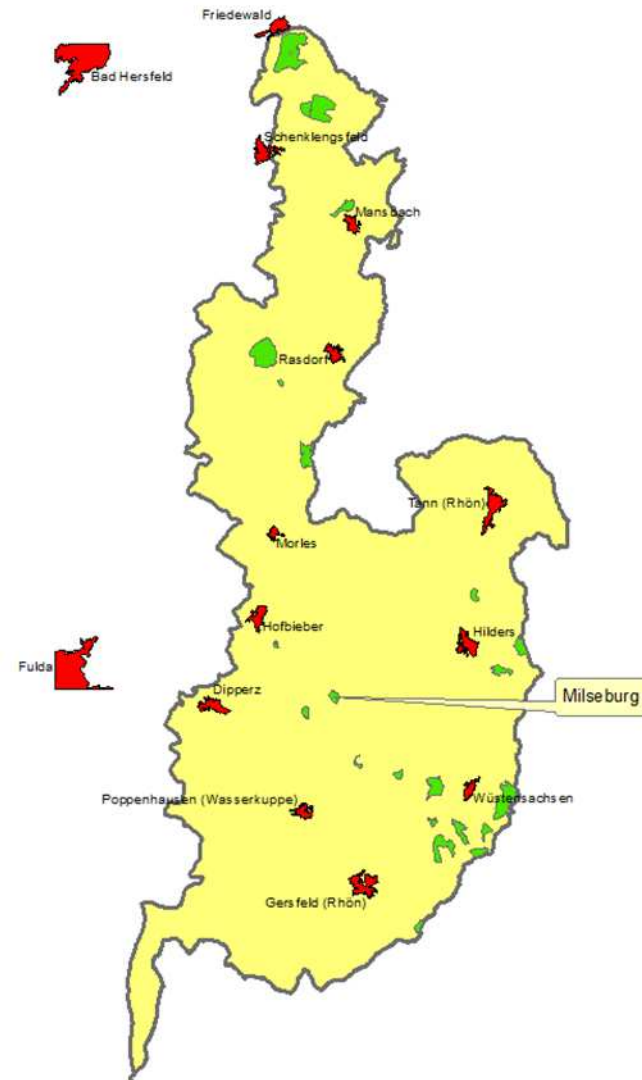 Friedewald
Bad Hersfeld
Schenklengsfeld
Mansbach
Rasdorf
Tann (Rhön)
Morles
Hofbieber
Hilders
Fulda
Dipperz
Milseburg
Poppenhausen (Wasserkuppe)
Wüstensachsen
Gersfeld (Rhön)